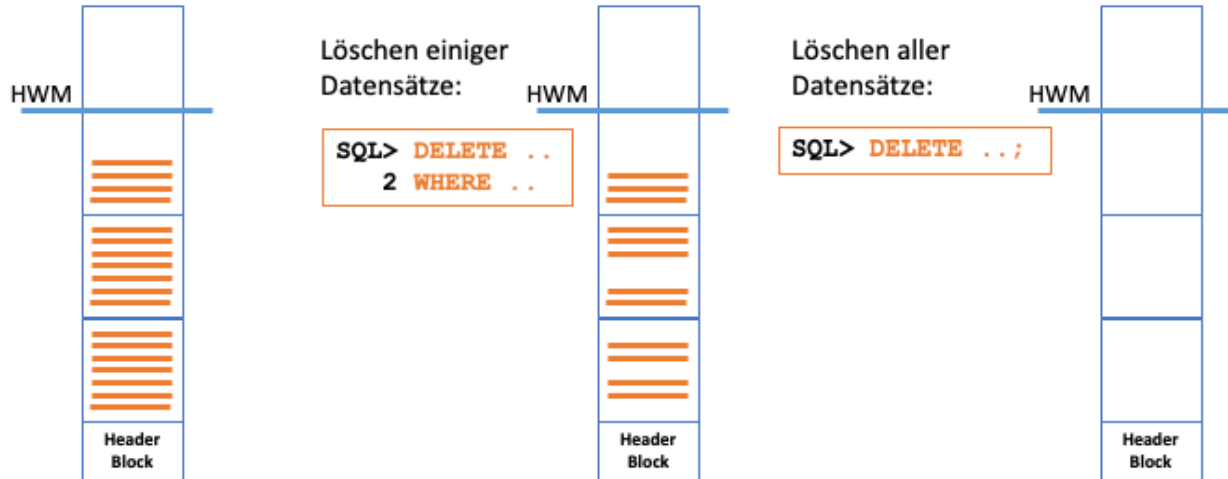 HWM
Header
Block
Löschen einiger
Datensätze:
SQL> DELETE ..
2 WHERE ..
HWM
Header
Block
Löschen aller
Datensätze:
SQL> DELETE ..;
HWM
Header
Block